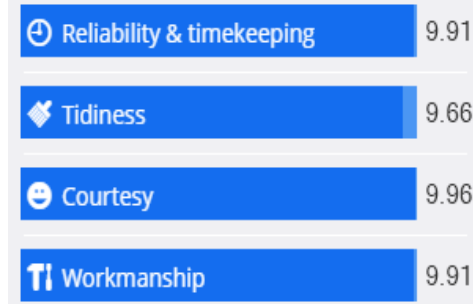 Reliability & timekeeping 9.91
Tidiness 9.66
Courtesy 9.96
Workmanship 9.91